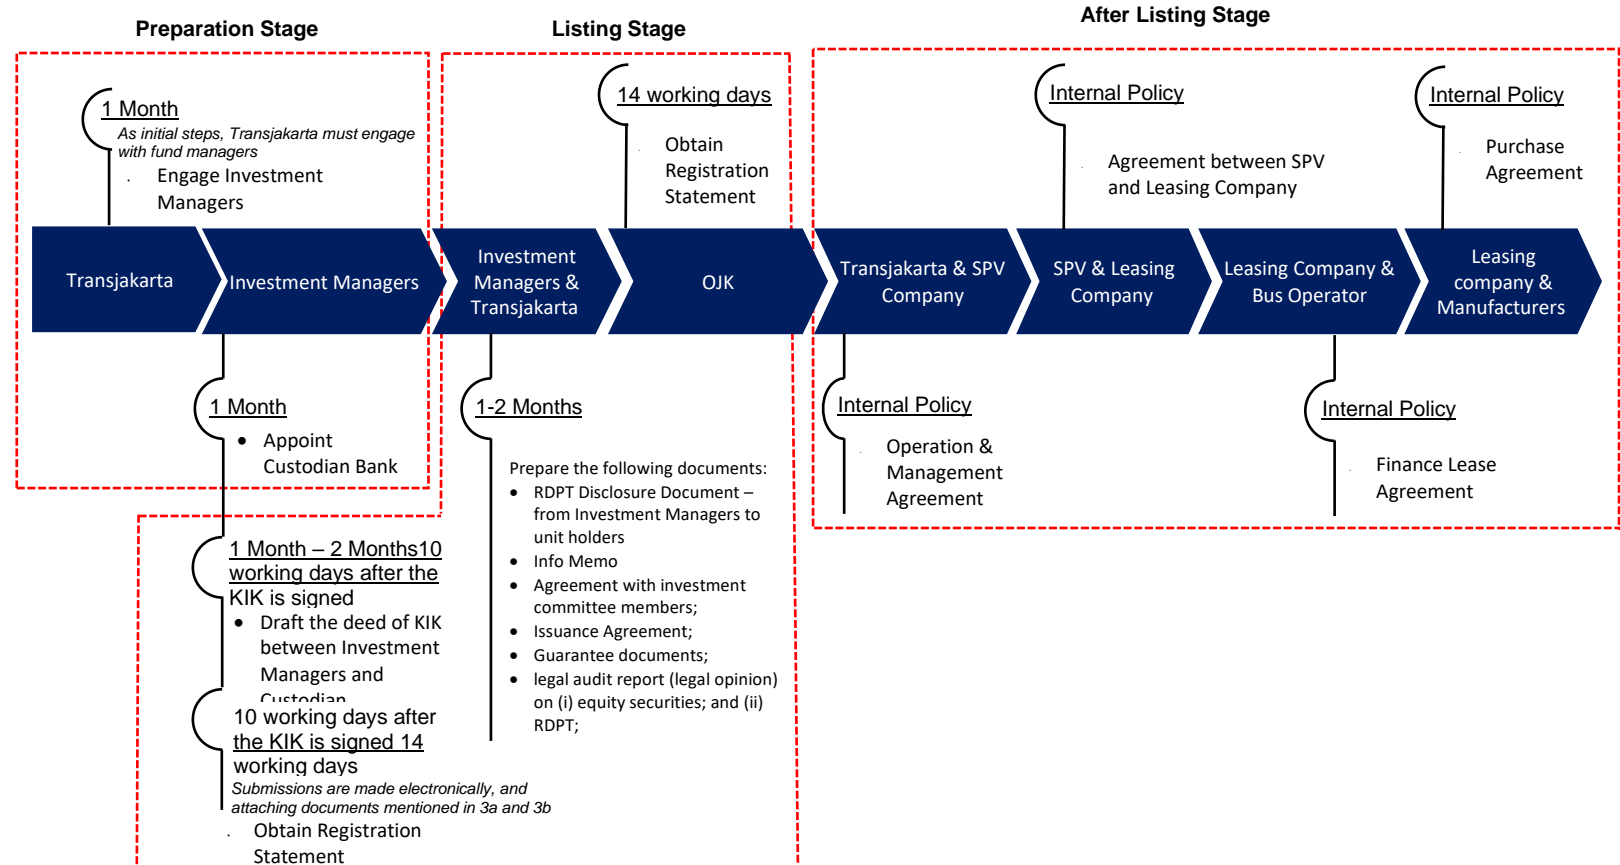 Preparation Stage
Listing Stage
After Listing Stage
1 Month
As initial steps, Transjakarta must engage
with fund managers
. Engage Investment
Managers
14 working days
. Obtain
Registration
Statement
Internal Policy
. Agreement between SPV
and Leasing Company
Internal Policy
. Purchase
Agreement
Transjakarta
Investment Managers
Investment
Managers &
Transjakarta
OJK
Transjakarta & SPV
Company
SPV & Leasing
Company
Leasing Company &
Bus Operator
Leasing
company &
Manufacturers
1 Month
• Appoint
Custodian Bank
1 Month – 2 Months10
working days after the
KIK is signed
• Draft the deed of KIK
between Investment
Managers and
Custodian
10 working days after
the KIK is signed 14
working days
Submissions are made electronically, and
attaching documents mentioned in 3a and 3b
. Obtain Registration
Statement
1-2 Months
Prepare the following documents:
• RDPT Disclosure Document –
from Investment Managers to
unit holders
• Info Memo
• Agreement with investment
committee members;
• Issuance Agreement;
• Guarantee documents;
• legal audit report (legal opinion)
on (i) equity securities; and (ii)
RDPT;
Internal Policy
. Operation &
Management
Agreement
Internal Policy
. Finance Lease
Agreement